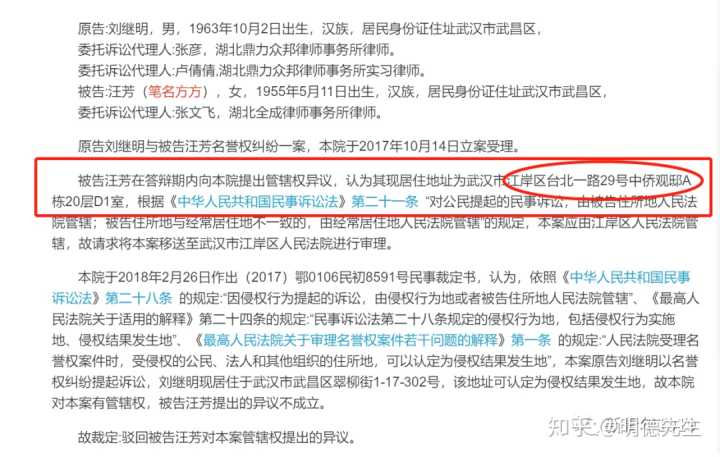 原告:刘继明，男，1963年10月2日出生，汉族，居民身份证住址武汉市武昌区，
委托诉讼代理人:张彦，湖北鼎力众邦律师事务所律师。
委托诉讼代理人:卢倩倩,湖北鼎力众邦律师事务所实习律师。
被告:汪芳（笔名方方），女，1955年5月11日出生，汉族，居民身份证住址武汉市武昌区，
委托诉讼代理人:张文飞，湖北全成律师事务所律师。
原告刘继明与被告汪芳名誉权纠纷一案，本院于2017年10月14日立案受理。
被告汪芳在答辩期内向本院提出管辖权异议，认为其现居住地址为武汉市江岸区台北一路29号中侨观邸A
栋20层D1室，根据《中华人民共和国民事诉讼法》第二十一条 “对公民提起的民事诉讼，由被告住所地人民法
院管辖；被告住所地与经常居住地不一致的，由经常居住地人民法院管辖”的规定，本案应由江岸区人民法院管
辖，故请求将本案移送至武汉市江岸区人民法院进行审理。
本院于2018年2月26日作出（2017）鄂0106民初8591号民事裁定书，认为，依照《中华人民共和国民事
诉讼法》第二十八条 的规定:“因侵权行为提起的诉讼，由侵权行为地或者被告住所地人民法院管辖”、《最高人
民法院关于适用的解释》第二十四条的规定:“民事诉讼法第二十八条规定的侵权行为地，包括侵权行为实施
地、侵权结果发生地”、《最高人民法院关于审理名誉权案件若干问题的解释》第一条 的规定:“人民法院受理名
誉权案件时，受侵权的公民、法人和其他组织的住所地，可以认定为侵权结果发生地”，本案原告刘继明以名誉
权纠纷提起诉讼，刘继明现居住于武汉市武昌区翠柳街1-17-302号，该地址可认定为侵权结果发生地，故本院
对本案有管辖权，被告汪芳提出的异议不成立。
故裁定:驳回被告汪芳对本案管辖权提出的异议。
知乎 @明德先生